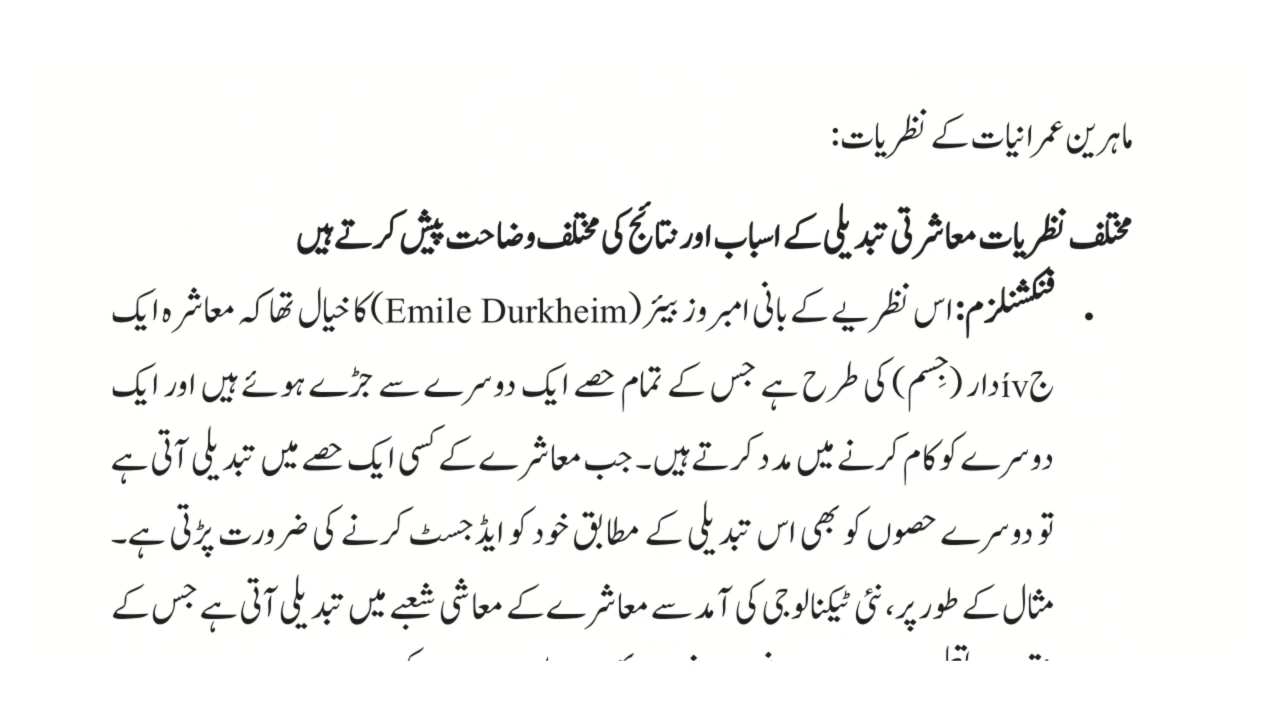 ماہرین عمرانیات کے نظریات:
مختلف نظریات معاشرتی تبدیلی کے اسباب اور نتائج کی مختلف وضاحت پیش کرتے ہیں
• فنکشنلزم: اس نظریے کے بانی امبروز بیئر (Emile Durkheim) کا خیال تھا کہ معاشرہ ایک
جívدار (جِسم) کی طرح ہے جس کے تمام حصے ایک دوسرے سے جڑے ہوئے ہیں اور ایک
دوسرے کو کام کرنے میں مدد کرتے ہیں۔ جب معاشرے کے کسی ایک حصے میں تبدیلی آتی ہے
تو دوسرے حصوں کو بھی اس تبدیلی کے مطابق خود کو ایڈجسٹ کرنے کی ضرورت پڑتی ہے۔
مثال کے طور پر، نئی ٹیکنالوجی کی آمد سے معاشرے کے معاشی شعبے میں تبدیلی آتی ہے جس کے